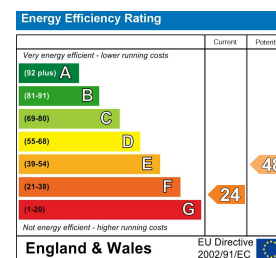 Energy Efficiency Rating
Current
Very energy efficient - lower running costs
(92 plus) A
(81-91) B
(69-80) C
(55-68) D
(39-54) E
48
(21-38) F
24
(1-20) G
Not energy efficient - higher running costs
England & Wales
EU Directive
2002/91/EC